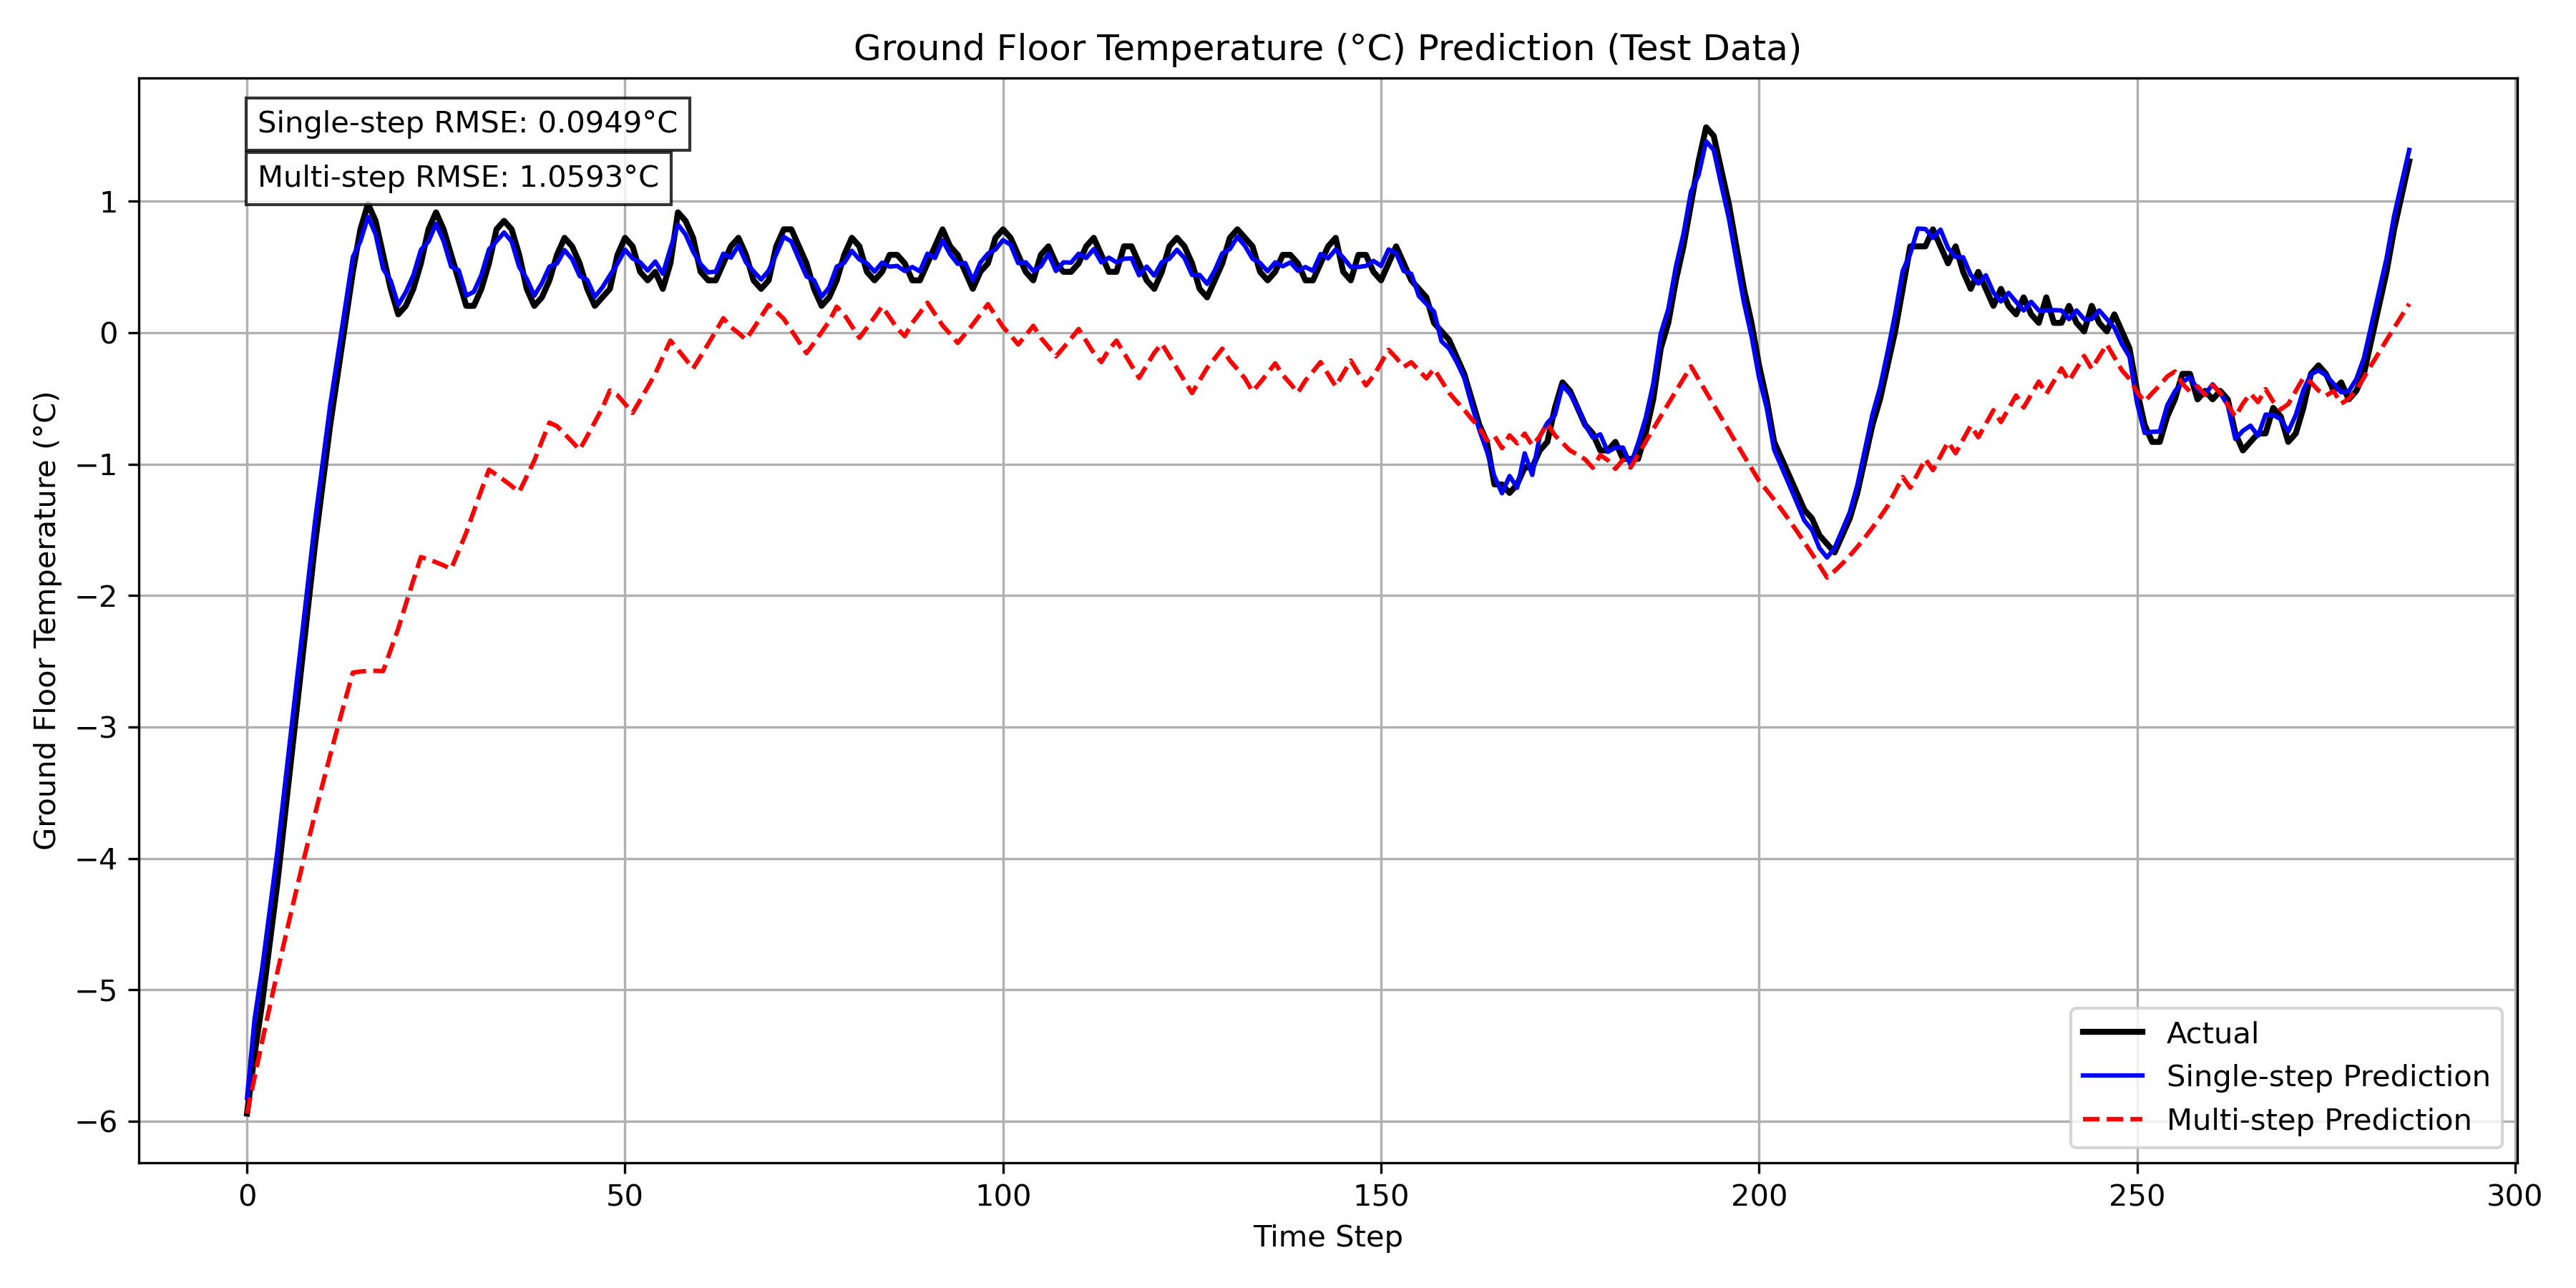 Ground Floor Temperature (°C) Prediction (Test Data)
Single-step RMSE: 0.0949°C
Multi-step RMSE: 1.0593°C
Ground Floor Temperature (°C)
1
0
−1
−2
−3
−4
−5
−6
Actual
Single-step Prediction
Multi-step Prediction
0 50 100 150 200 250 300
Time Step